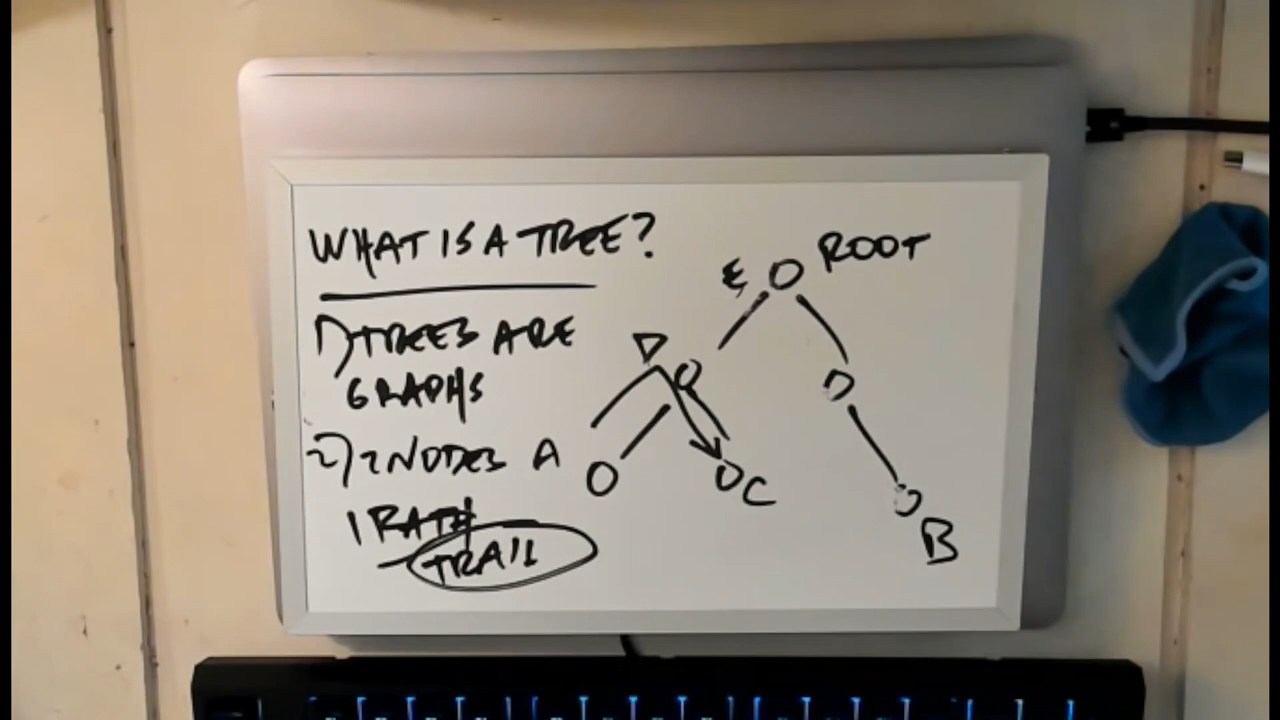 WHAT IS A TREE?
ROOT
E
1) TREES ARE
GRAPHS
D
2) 2 NODES A
1 PATH
TRAIL
C
B